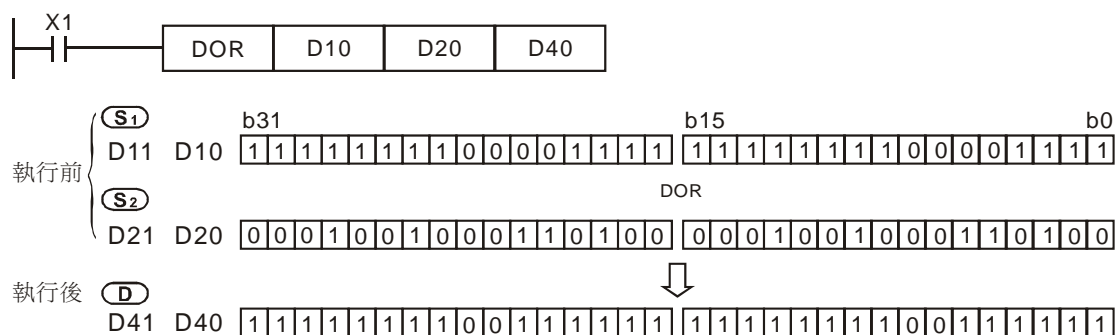 X1
DOR D10 D20 D40
S1 b31 b15 b0
D11 D10 1 1 1 1 1 1 1 1 0 0 0 0 1 1 1 1 1 1 1 1 1 1 1 1 0 0 0 0 1 1 1 1
執行前
S2 DOR
D21 D20 0 0 0 1 0 0 1 0 0 0 1 1 0 1 0 0 0 0 0 1 0 0 1 0 0 0 1 1 0 1 0 0
執行後 D
D41 D40 1 1 1 1 1 1 1 1 0 0 1 1 1 1 1 1 1 1 1 1 1 1 1 1 0 0 1 1 1 1 1 1